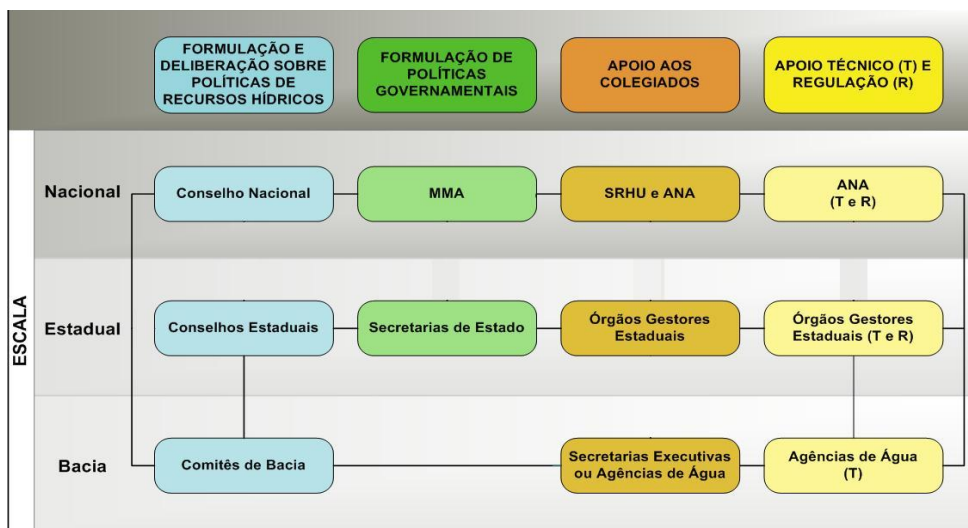 FORMULAÇÃO E
DELIBERAÇÃO SOBRE
POLÍTICAS DE
RECURSOS HÍDRICOS
FORMULAÇÃO DE
POLÍTICAS
GOVERNAMENTAIS
APOIO AOS
COLEGIADOS
APOIO TÉCNICO (T) E
REGULAÇÃO (R)
ESCALA
Nacional
Conselho Nacional
MMA
SRHU e ANA
ANA
(T e R)
Estadual
Conselhos Estaduais
Secretarias de Estado
Órgãos Gestores
Estaduais
Órgãos Gestores
Estaduais (T e R)
Bacia
Comitês de Bacia
Secretarias Executivas
ou Agências de Água
Agências de Água
(T)